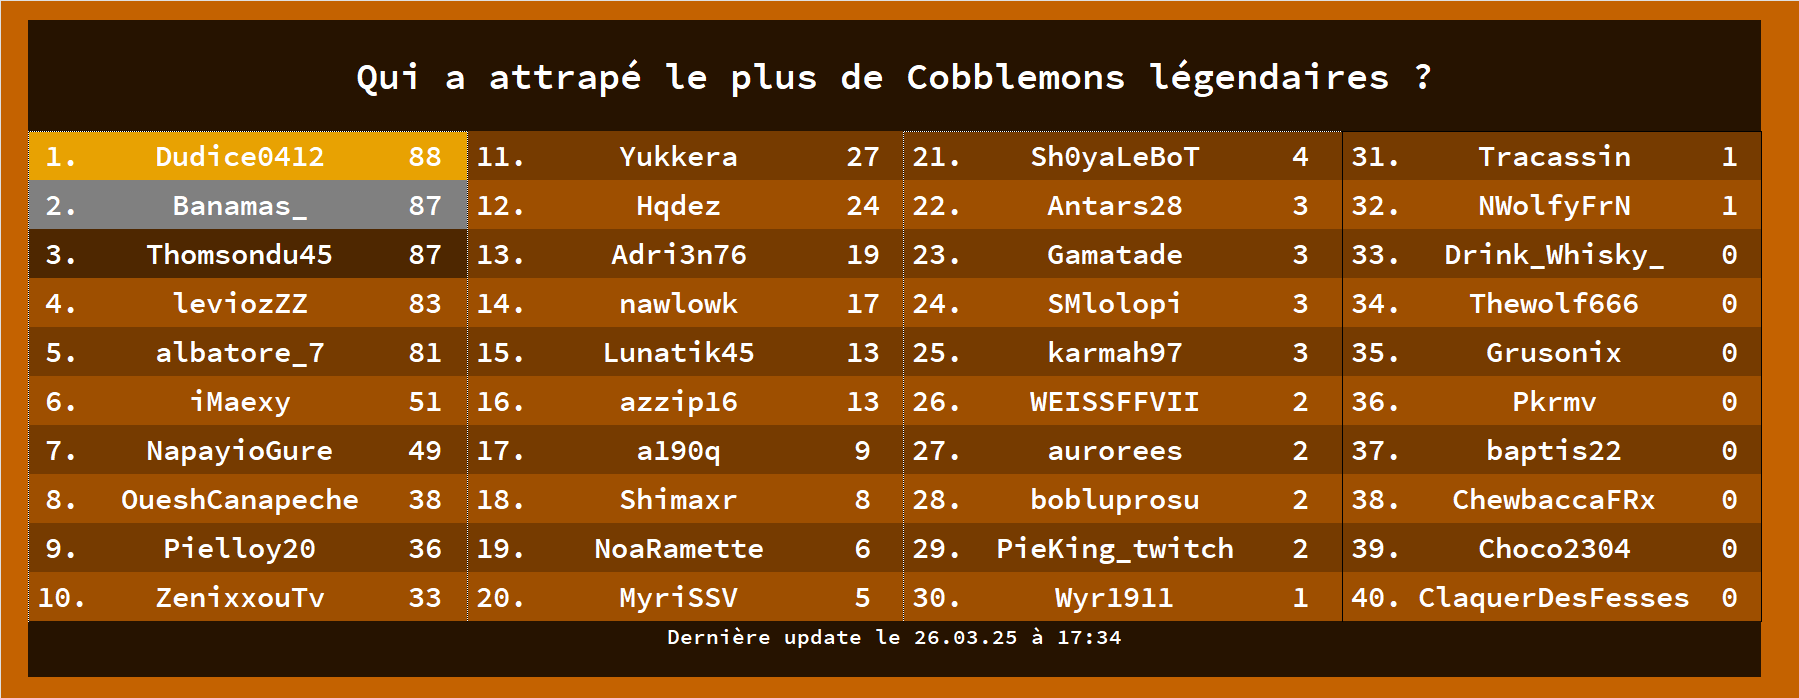 Qui a attrapé le plus de Cobblemons légendaires ?
1. Dudice0412 88
2. Banamas_ 87
3. Thomsondu45 87
4. leviozZZ 83
5. albatore_7 81
6. iMaexy 51
7. NapayioGure 49
8. OueshCanapeche 38
9. Pielloy20 36
10. ZenixxouTv 33
11. Yukkera 27
12. Hqdez 24
13. Adri3n76 19
14. nawlowk 17
15. Lunatik45 13
16. azzip16 13
17. a190q 9
18. Shimaxr 8
19. NoaRamette 6
20. MyriSSV 5
21. Sh0yaLeBoT 4
22. Antars28 3
23. Gamatade 3
24. SMlolopi 3
25. karmah97 3
26. WEISSFFVII 2
27. aurorees 2
28. bobluprosu 2
29. PieKing_twitch 2
30. Wyr1911 1
31. Tracassin 1
32. NWolfyFrN 1
33. Drink_Whisky_ 0
34. Thewolf666 0
35. Grusonix 0
36. Pkrmv 0
37. baptis22 0
38. ChewbaccaFRx 0
39. Choco2304 0
40. ClaquerDesFesses 0
Dernière update le 26.03.25 à 17:34